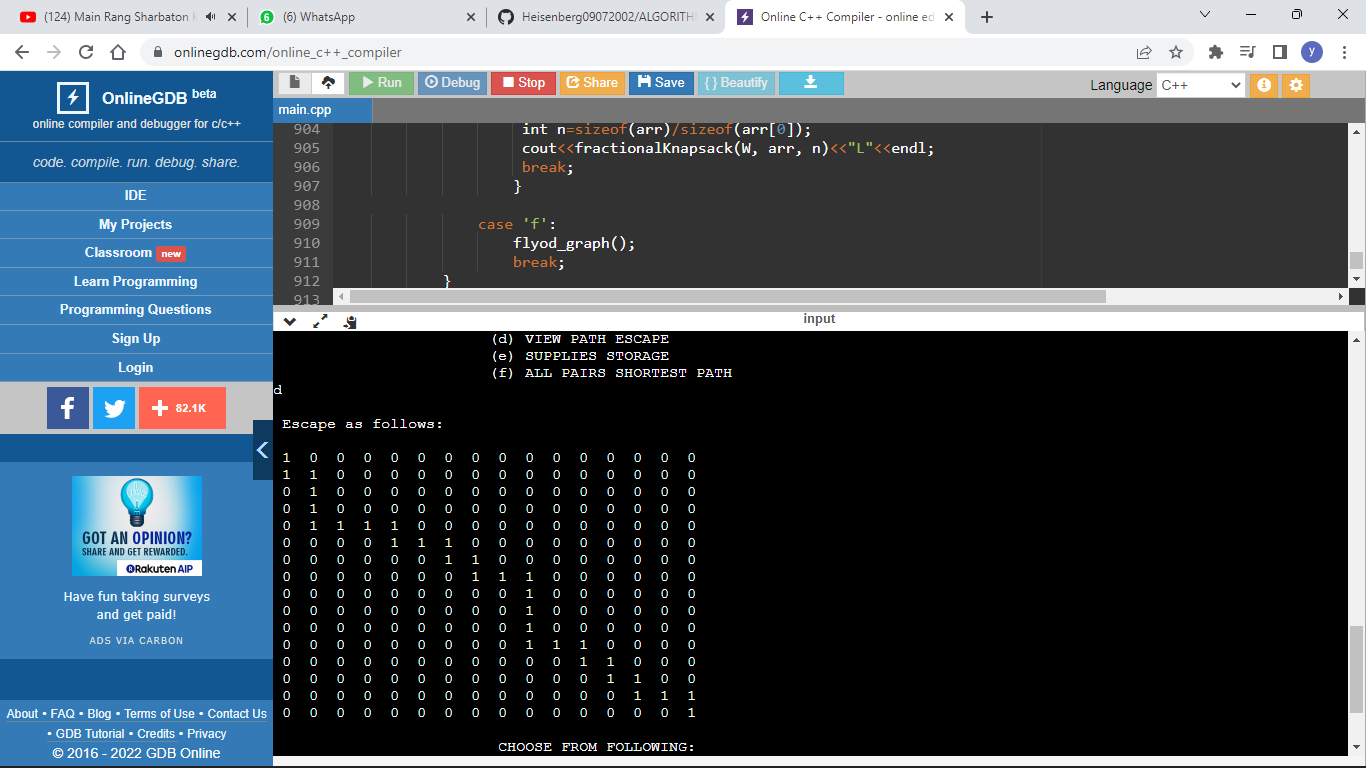 (124) Main Rang Sharbaton
(6) WhatsApp
Heisenberg09072002/ALGORITH
Online C++ Compiler - online ed
onlinegdb.com/online_c++_compiler
y
OnlineGDB beta
online compiler and debugger for c/c++
code. compile. run. debug. share.
IDE
My Projects
Classroom new
Learn Programming
Programming Questions
Sign Up
Login
f
82.1K
GOT AN OPINION?
SHARE AND GET REWARDED.
Rakuten AIP
Have fun taking surveys
and get paid!
ADS VIA CARBON
About • FAQ • Blog • Terms of Use • Contact Us
• GDB Tutorial • Credits • Privacy
© 2016 - 2022 GDB Online
Run Debug Stop Share Save { } Beautify
Language C++
main.cpp
904 int n=sizeof(arr)/sizeof(arr[0]);
905 cout<<fractionalKnapsack(W, arr, n)<<"L"<<endl;
906 break;
907 }
908
909 case 'f':
910 flyod_graph();
911 break;
912 }
913
input
(d) VIEW PATH ESCAPE
(e) SUPPLIES STORAGE
(f) ALL PAIRS SHORTEST PATH
d
Escape as follows:
1 0 0 0 0 0 0 0 0 0 0 0 0 0 0 0
1 1 0 0 0 0 0 0 0 0 0 0 0 0 0 0
0 1 0 0 0 0 0 0 0 0 0 0 0 0 0 0
0 1 0 0 0 0 0 0 0 0 0 0 0 0 0 0
0 1 1 1 1 0 0 0 0 0 0 0 0 0 0 0
0 0 0 0 1 1 1 0 0 0 0 0 0 0 0 0
0 0 0 0 0 0 1 1 0 0 0 0 0 0 0 0
0 0 0 0 0 0 0 1 1 1 0 0 0 0 0 0
0 0 0 0 0 0 0 0 0 1 0 0 0 0 0 0
0 0 0 0 0 0 0 0 0 1 0 0 0 0 0 0
0 0 0 0 0 0 0 0 0 1 0 0 0 0 0 0
0 0 0 0 0 0 0 0 0 1 1 1 0 0 0 0
0 0 0 0 0 0 0 0 0 0 0 1 1 0 0 0
0 0 0 0 0 0 0 0 0 0 0 0 1 1 0 0
0 0 0 0 0 0 0 0 0 0 0 0 0 1 1 1
0 0 0 0 0 0 0 0 0 0 0 0 0 0 0 1
CHOOSE FROM FOLLOWING: